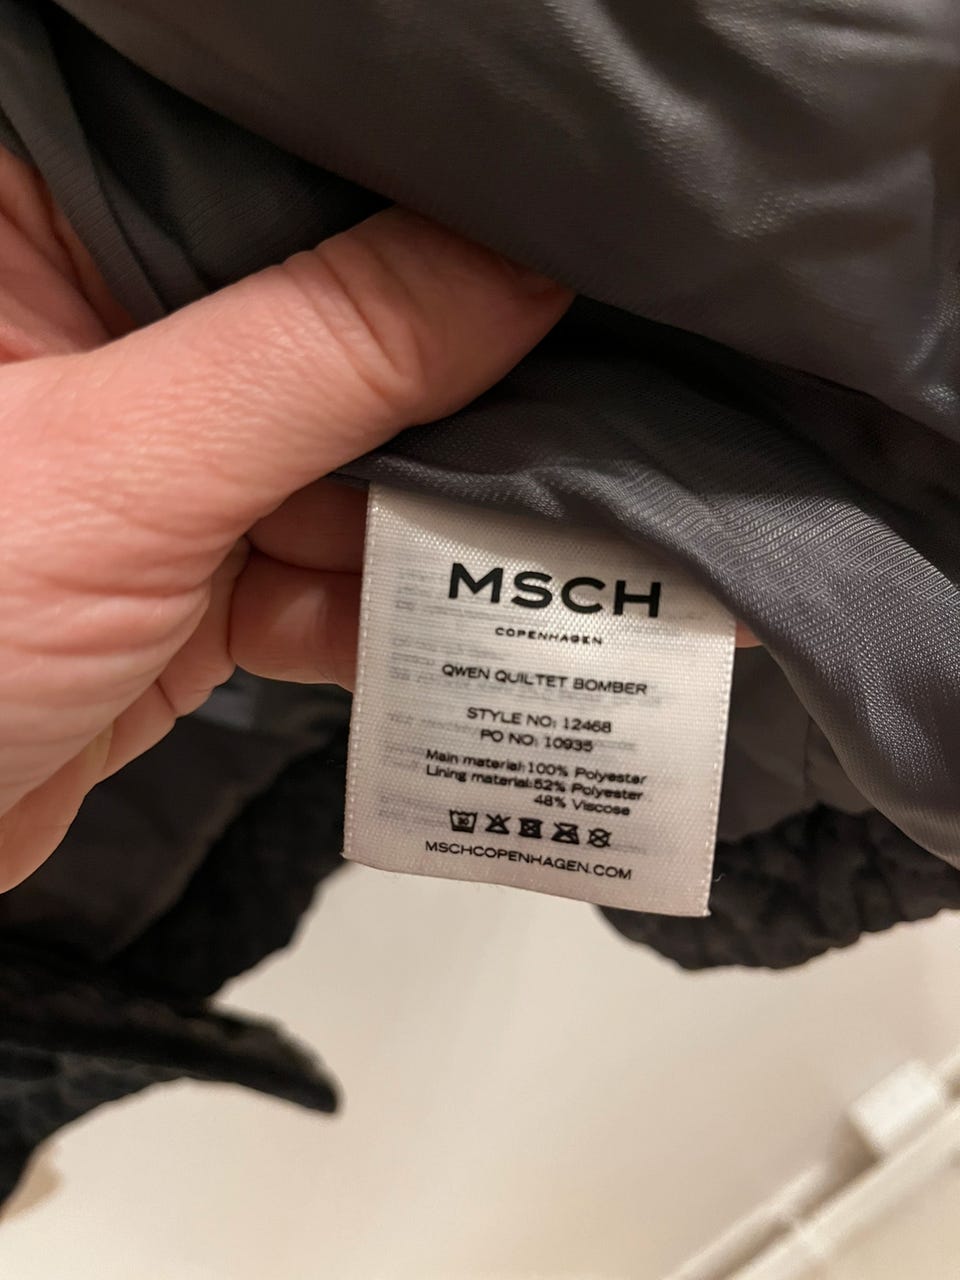 MSCH
COPENHAGEN
QWEN QUILTET BOMBER
STYLE NO: 12468
PO NO: 10935
Main material:100% Polyester
Lining material:52% Polyester
48% Viscose
MSCHCOPENHAGEN.COM